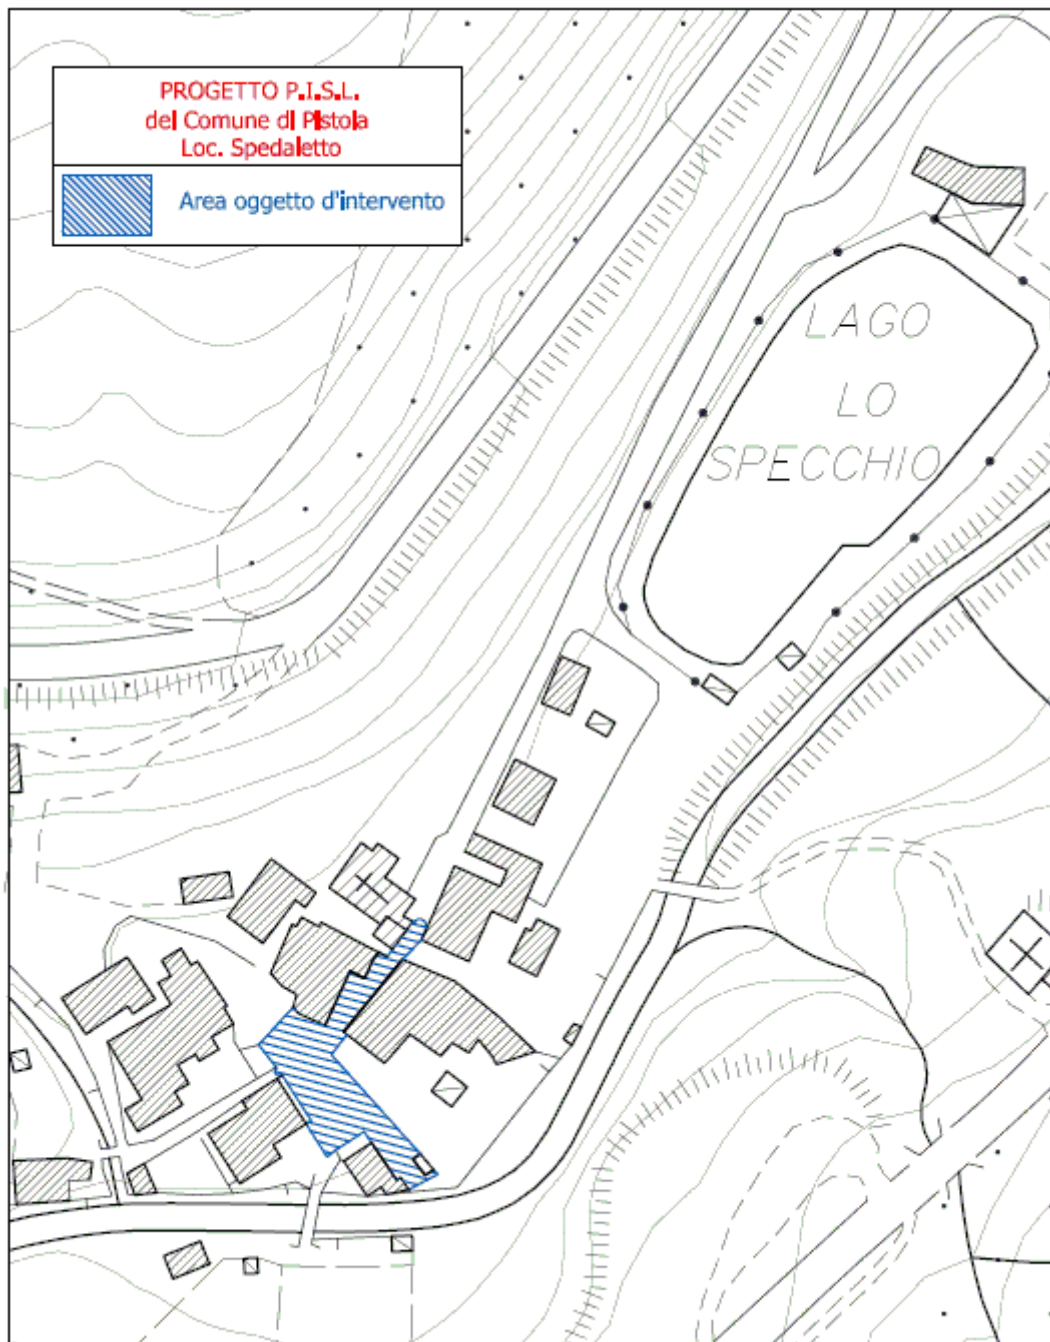 PROGETTO P.I.S.L.
del Comune di Pistoia
Loc. Spedaletto
Area oggetto d'intervento
LAGO
LO
SPECCHIO